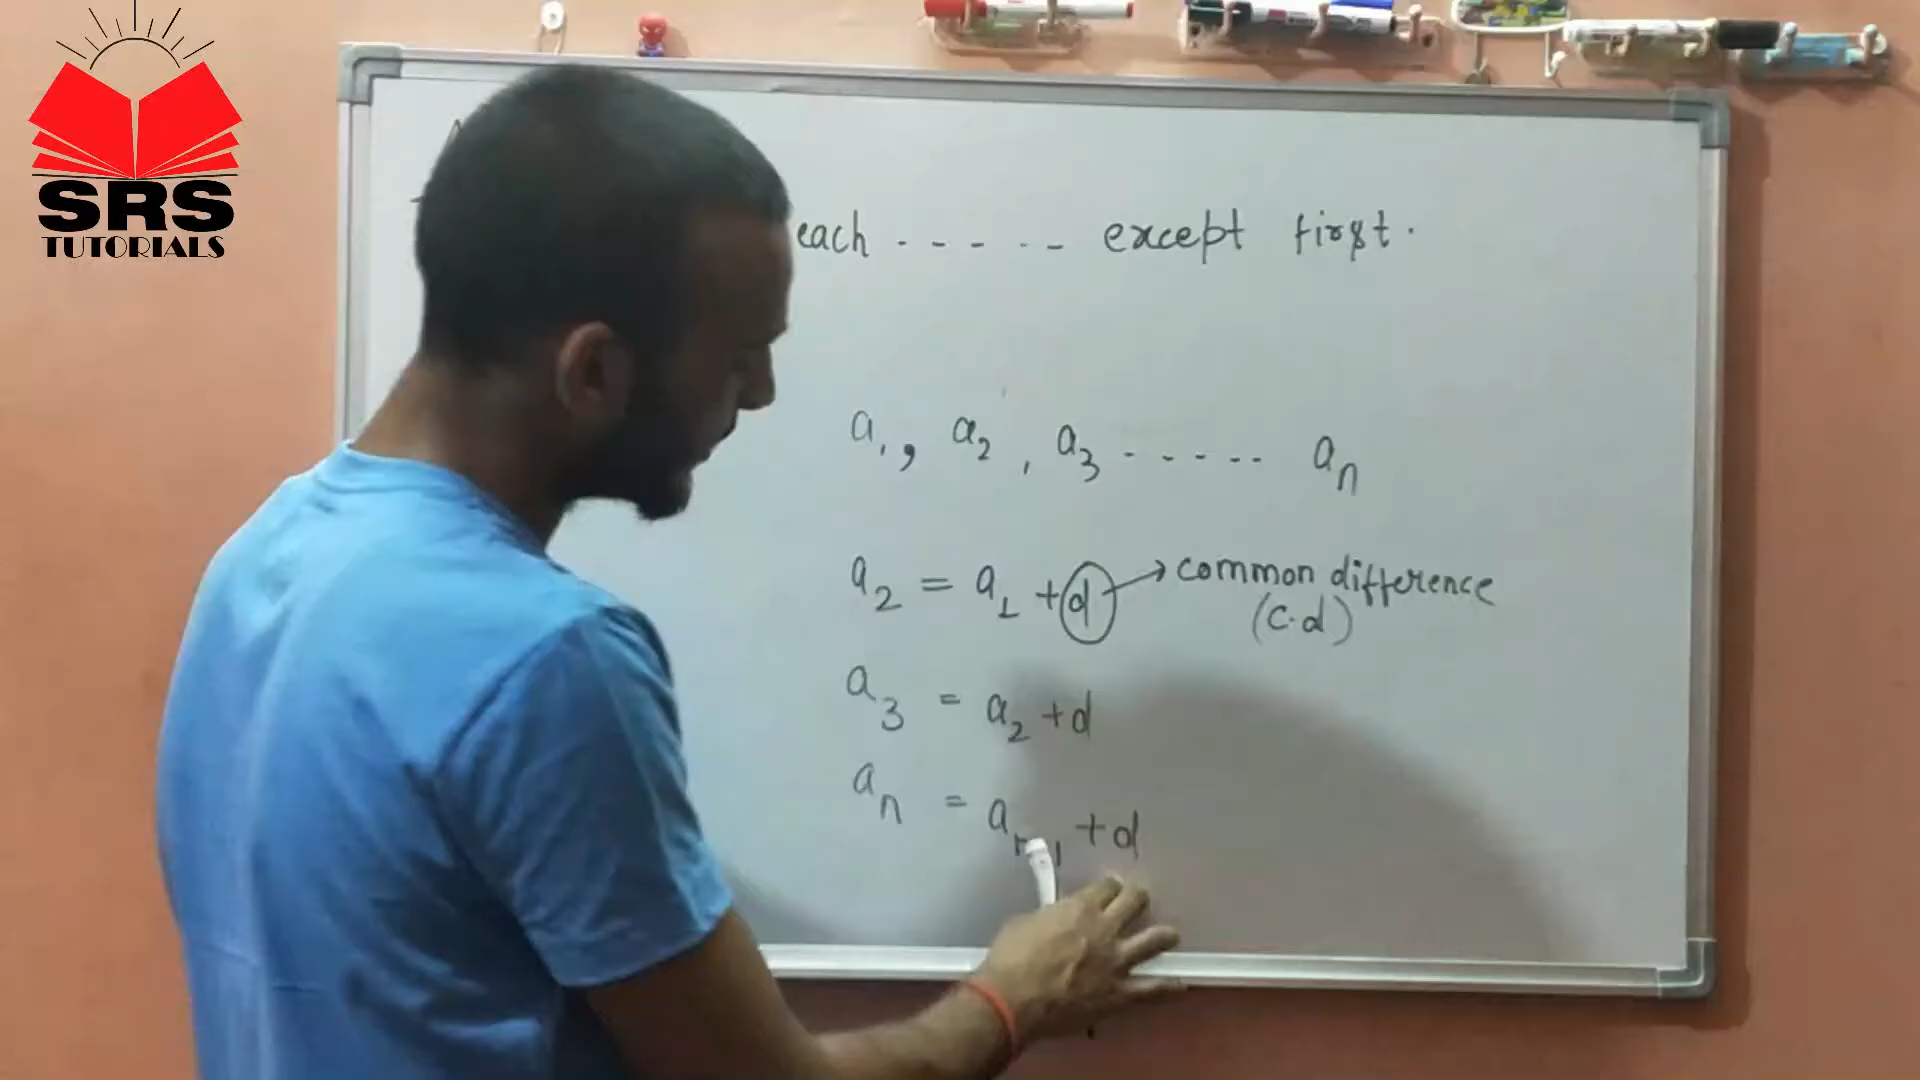 SRS
TUTORIALS
each - - - - - except first.
a1, a2, a3 - - - - - an
a2 = a1 + d → common difference
(c.d)
a3 = a2 + d
an = an-1 + d